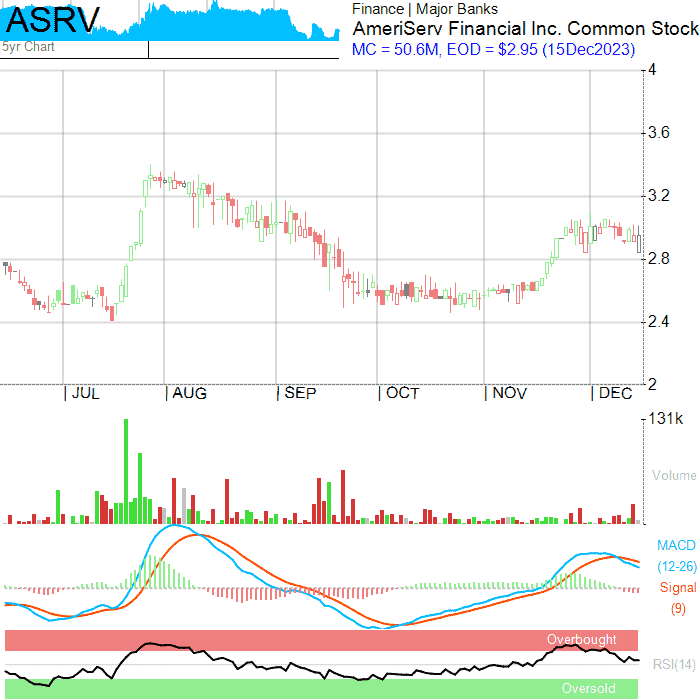 ASRV
5yr Chart
Finance | Major Banks
AmeriServ Financial Inc. Common Stock
MC = 50.6M, EOD = $2.95 (15Dec2023)
4
3.6
3.2
2.8
2.4
2
JUL AUG SEP OCT NOV DEC
131k
Volume
MACD
(12-26)
Signal
(9)
Overbought
RSI(14)
Oversold